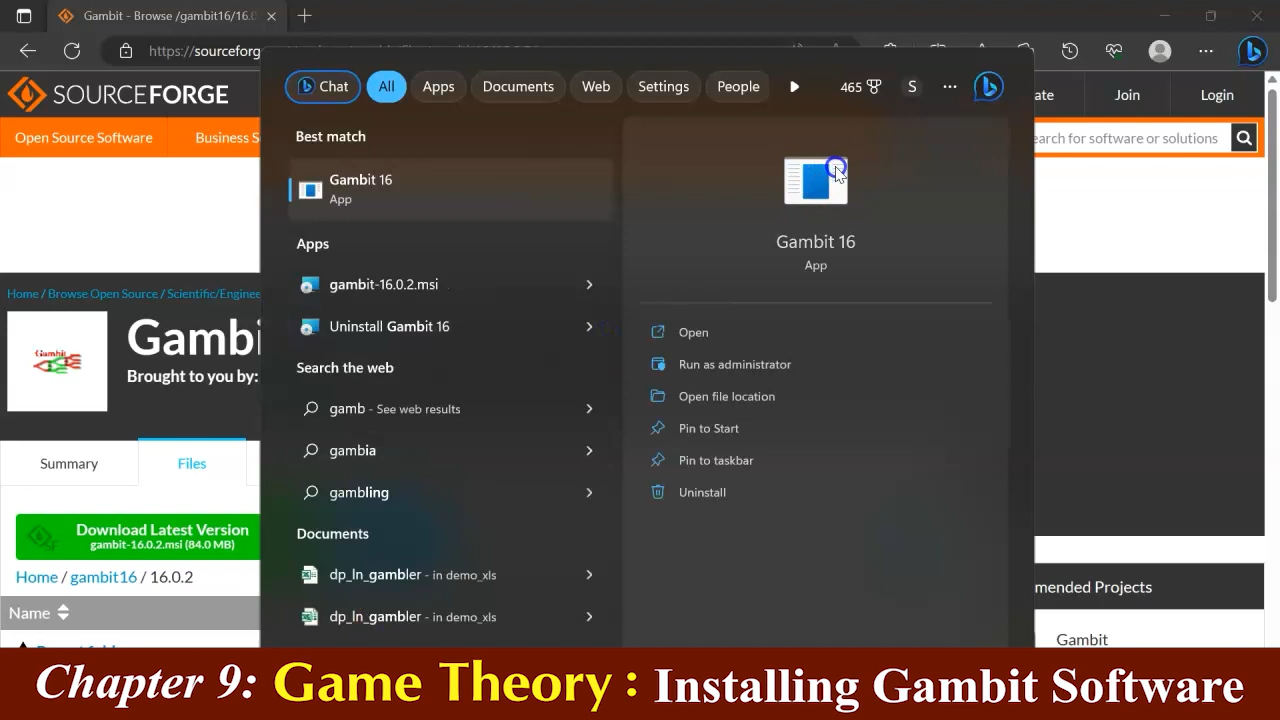 Gambit - Browse /gambit16/16.0
https://sourceforg
SOURCEFORGE
Chat
All
Apps
Documents
Web
Settings
People
465
S
ate
Join
Login
Open Source Software
Business S
earch for software or solutions
Best match
Gambit 16
App
Apps
gambit-16.0.2.msi
Uninstall Gambit 16
Search the web
gamb - See web results
gambia
gambling
Documents
dp_ln_gambler - in demo_xls
dp_ln_gambler - in demo_xls
Gambit 16
App
Open
Run as administrator
Open file location
Pin to Start
Pin to taskbar
Uninstall
Home / Browse Open Source / Scientific/Enginee
Gambit
Gambi
Brought to you by:
Summary
Files
Download Latest Version
gambit-16.0.2.msi (84.0 MB)
Home / gambit16 / 16.0.2
Name
mended Projects
Gambit
Chapter 9: Game Theory : Installing Gambit Software